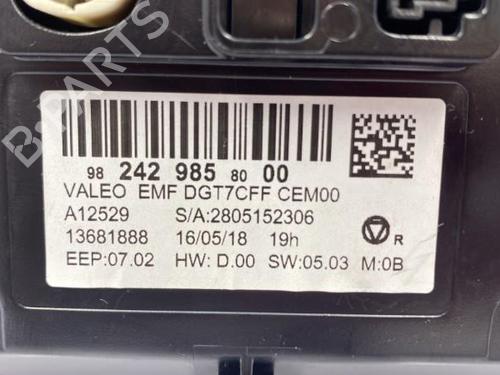 B-PARTS
98 242 985 80 00
VALEO EMF DGT7CFF CEM00
A12529 S/A:2805152306
13681888 16/05/18 19h R
EEP:07.02 HW: D.00 SW:05.03 M:0B